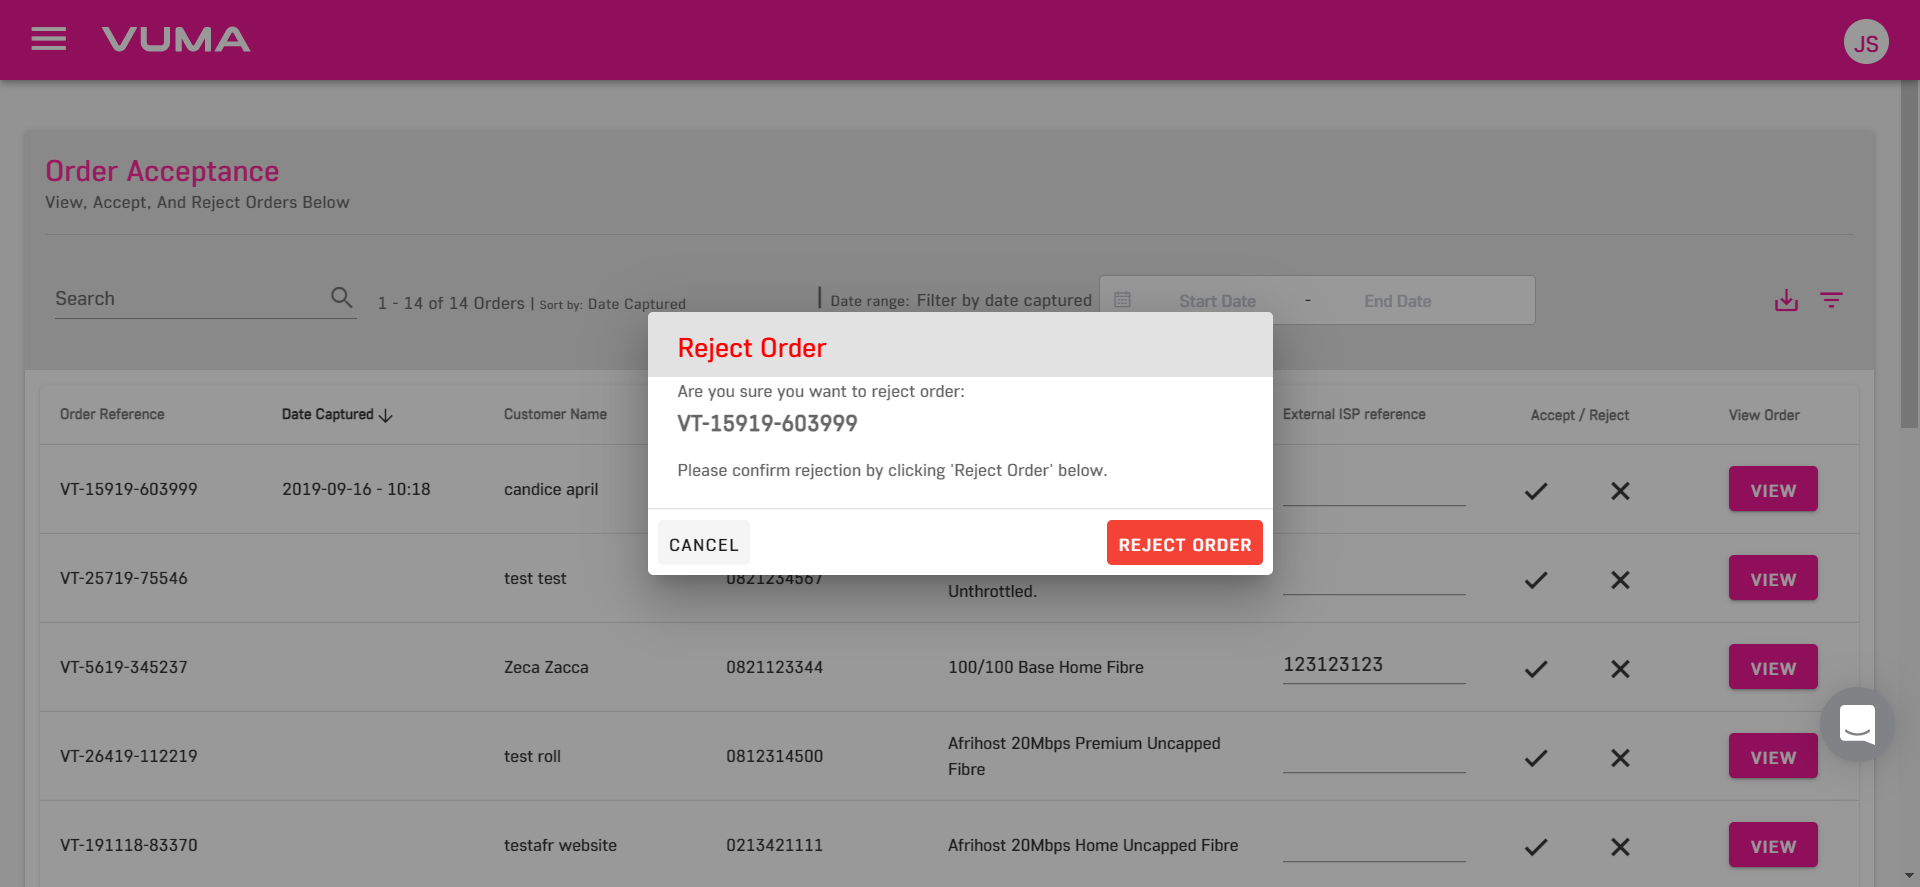 VUMA
JS
Order Acceptance
View, Accept, And Reject Orders Below
Search
1 - 14 of 14 Orders | Sort by: Date Captured
Date range: Filter by date captured
Start Date - End Date
Reject Order
Are you sure you want to reject order:
VT-15919-603999
Please confirm rejection by clicking 'Reject Order' below.
CANCEL
REJECT ORDER
Order Reference Date Captured Customer Name External ISP reference Accept / Reject View Order
VT-15919-603999 2019-09-16 - 10:18 candice april VIEW
VT-25719-75546 test test 0821234567 Unthrottled. VIEW
VT-5619-345237 Zeca Zacca 0821123344 100/100 Base Home Fibre 123123123 VIEW
VT-26419-112219 test roll 0812314500 Afrihost 20Mbps Premium Uncapped VIEW
Fibre
VT-191118-83370 testafr website 0213421111 Afrihost 20Mbps Home Uncapped Fibre VIEW